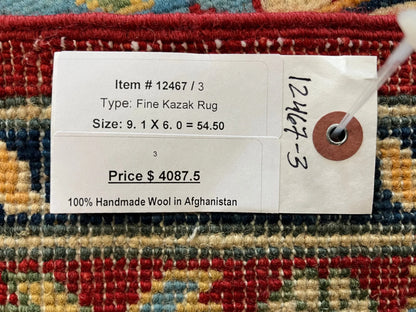 Item # 12467 / 3
Type: Fine Kazak Rug
Size: 9. 1 X 6. 0 = 54.50
3
Price $ 4087.5
100% Handmade Wool in Afghanistan
12467-3